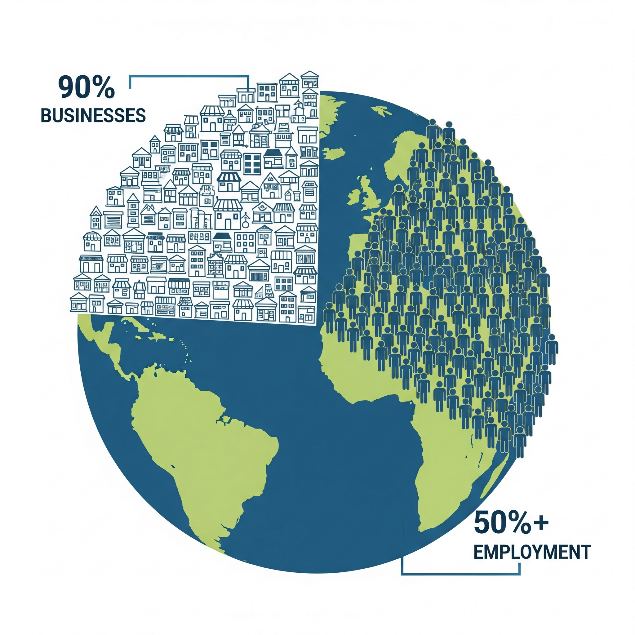 90%
BUSINESSES
50%+
EMPLOYMENT